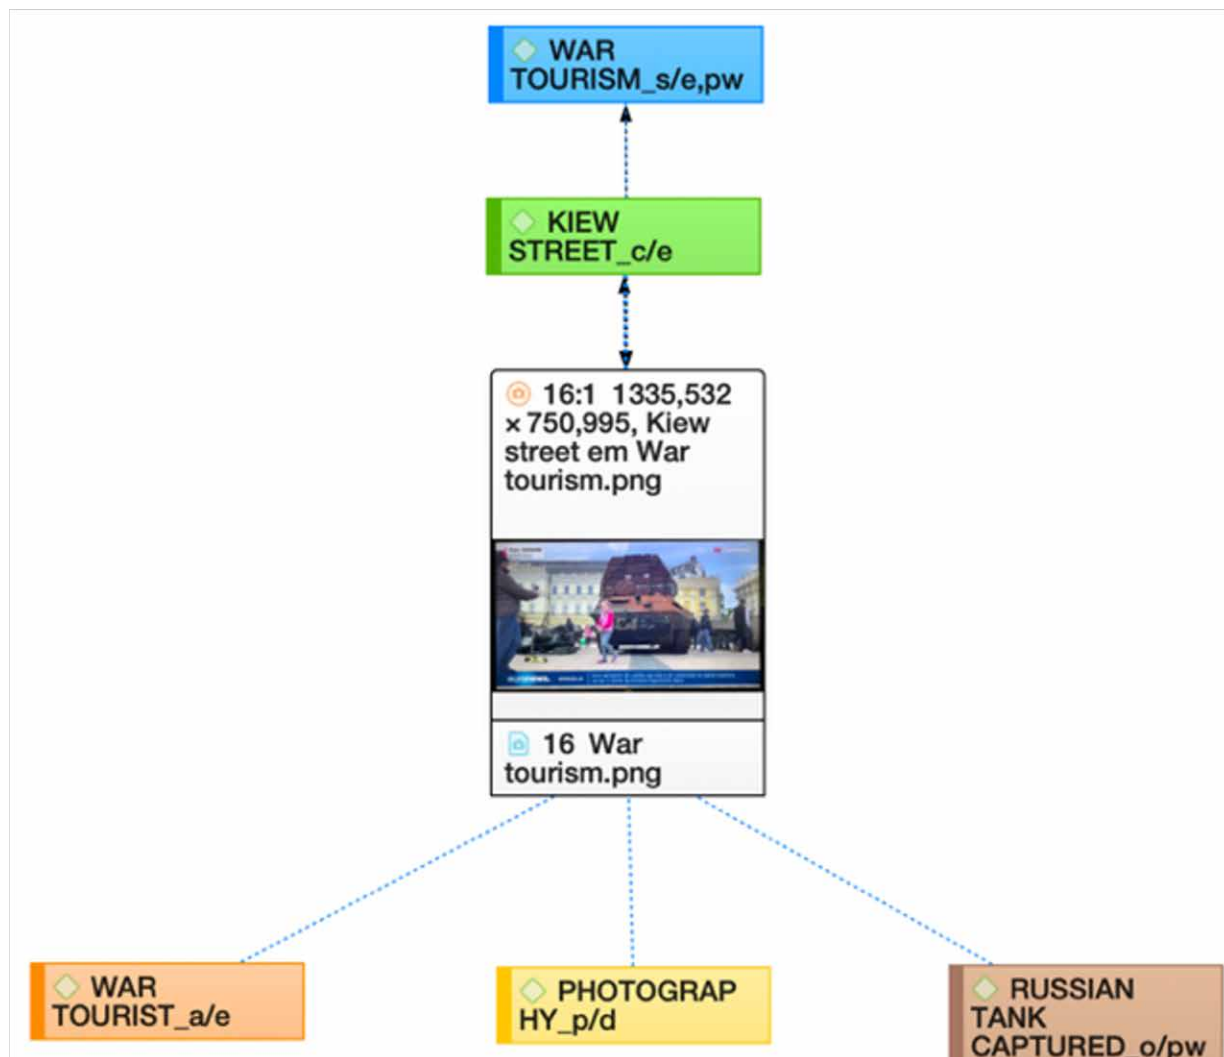 WAR
TOURISM_s/e,pw
KIEW
STREET_c/e
16:1 1335,532
× 750,995, Kiew
street em War
tourism.png
euronews.
16 War
tourism.png
WAR
TOURIST_a/e
PHOTOGRAP
HY_p/d
RUSSIAN
TANK
CAPTURED_o/pw